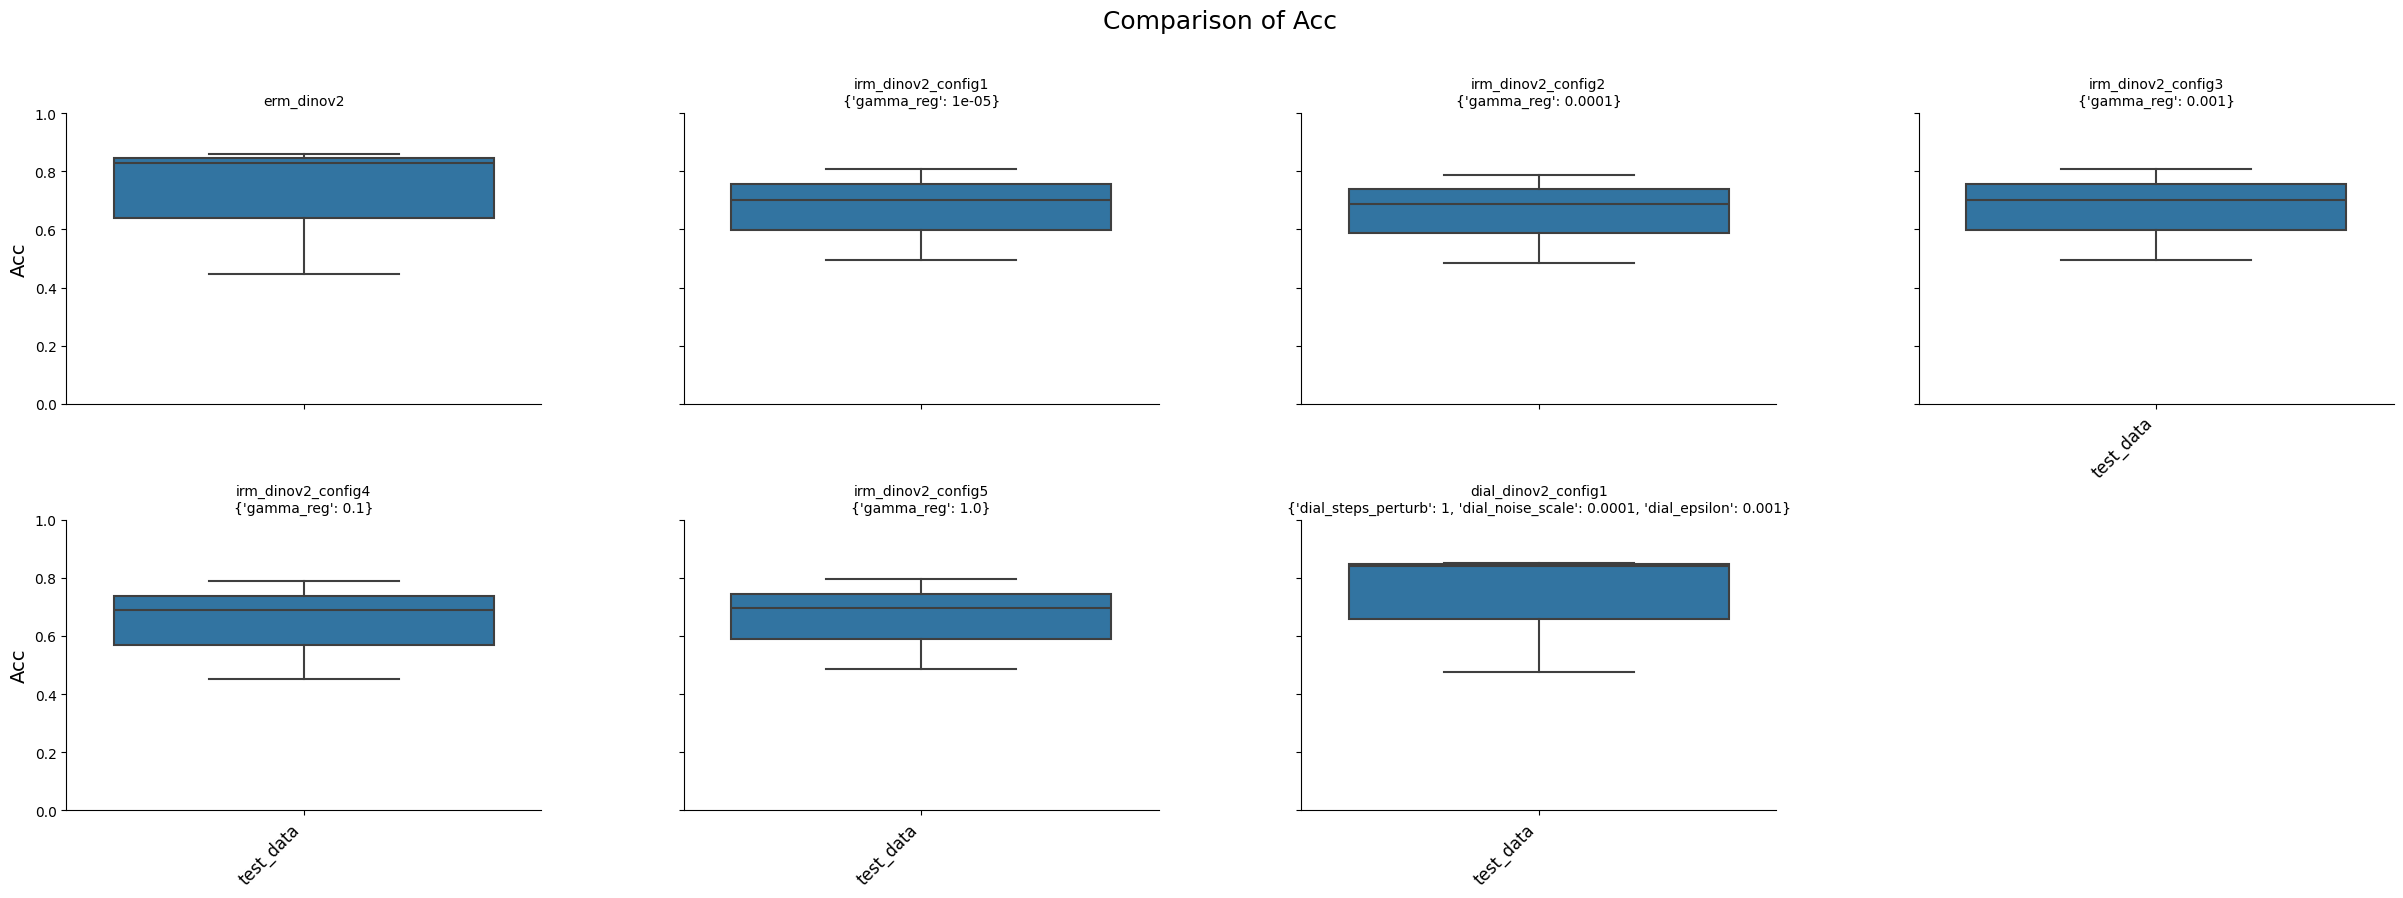 Comparison of Acc
erm_dinov2
irm_dinov2_config1
{'gamma_reg': 1e-05}
irm_dinov2_config2
{'gamma_reg': 0.0001}
irm_dinov2_config3
{'gamma_reg': 0.001}
1.0
0.8
0.6
0.4
0.2
0.0
Acc
test_data
irm_dinov2_config4
{'gamma_reg': 0.1}
irm_dinov2_config5
{'gamma_reg': 1.0}
dial_dinov2_config1
{'dial_steps_perturb': 1, 'dial_noise_scale': 0.0001, 'dial_epsilon': 0.001}
1.0
0.8
0.6
0.4
0.2
0.0
Acc
test_data
test_data
test_data